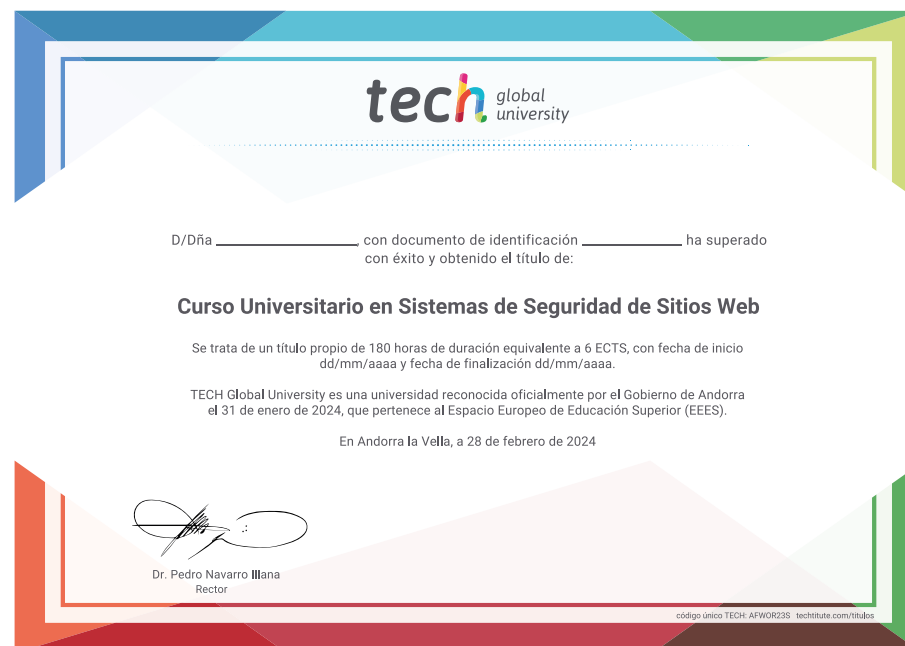 tech global university
D/Dña ____________, con documento de identificación ____________ ha superado
con éxito y obtenido el título de:
Curso Universitario en Sistemas de Seguridad de Sitios Web
Se trata de un título propio de 180 horas de duración equivalente a 6 ECTS, con fecha de inicio
dd/mm/aaaa y fecha de finalización dd/mm/aaaa.
TECH Global University es una universidad reconocida oficialmente por el Gobierno de Andorra
el 31 de enero de 2024, que pertenece al Espacio Europeo de Educación Superior (EEES).
En Andorra la Vella, a 28 de febrero de 2024
Dr. Pedro Navarro Illana
Rector
código único TECH: AFWOR23S techtitute.com/titulos